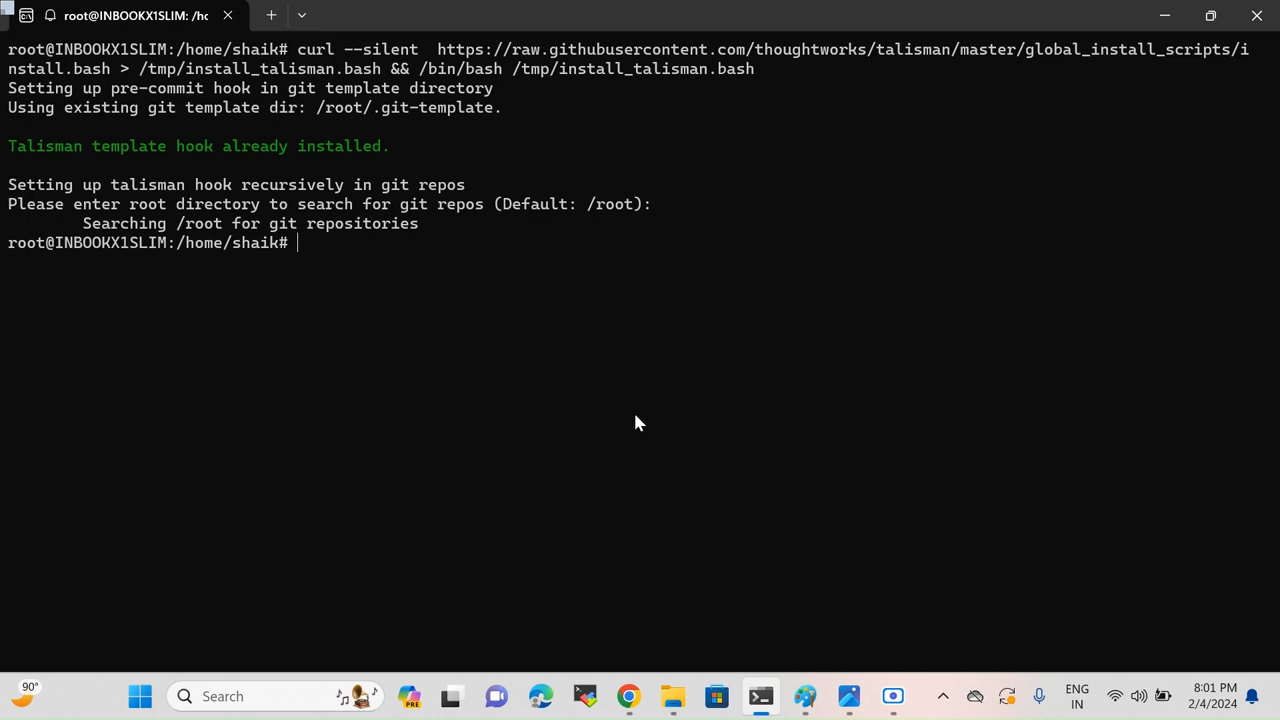 root@INBOOKX1SLIM: /hc
root@INBOOKX1SLIM:/home/shaik# curl --silent  https://raw.githubusercontent.com/thoughtworks/talisman/master/global_install_scripts/i
nstall.bash > /tmp/install_talisman.bash && /bin/bash /tmp/install_talisman.bash
Setting up pre-commit hook in git template directory
Using existing git template dir: /root/.git-template.
Talisman template hook already installed.
Setting up talisman hook recursively in git repos
Please enter root directory to search for git repos (Default: /root):
        Searching /root for git repositories
root@INBOOKX1SLIM:/home/shaik#
90°
Search
PRE
ENG
IN
8:01 PM
2/4/2024